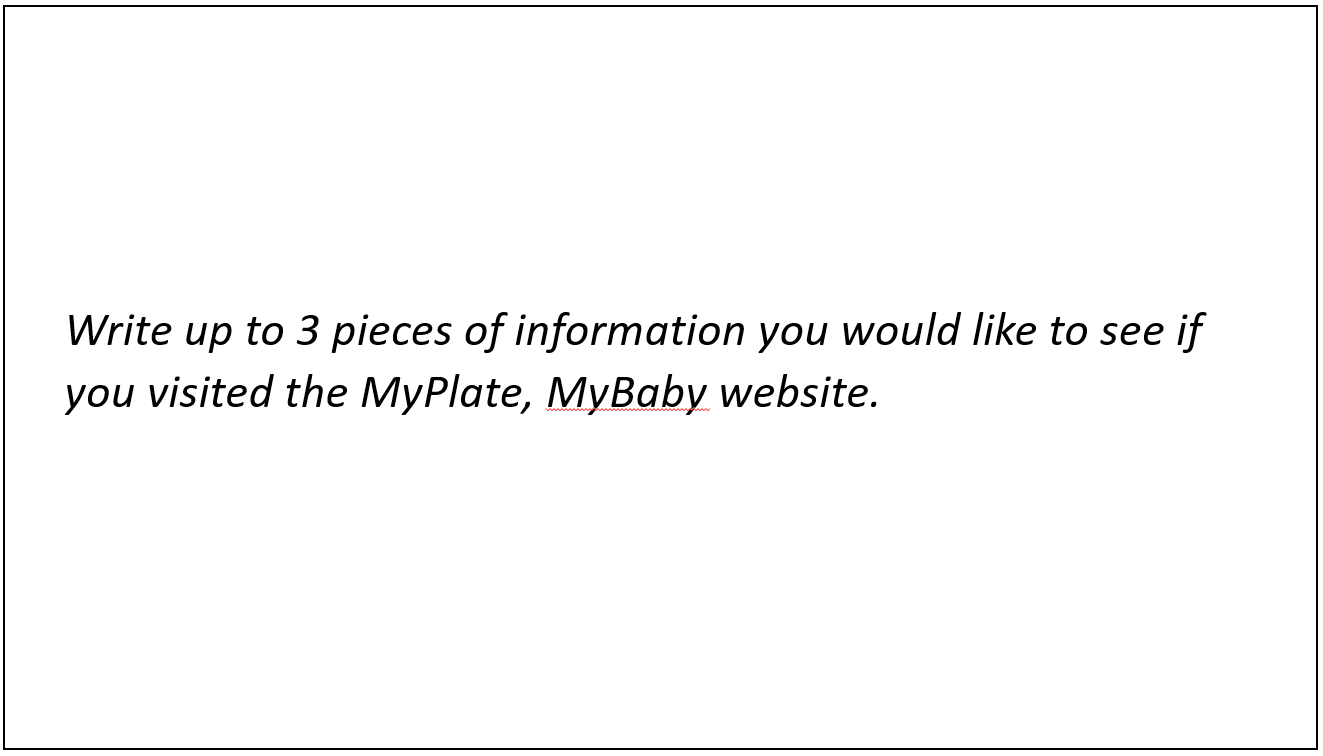 Write up to 3 pieces of information you would like to see if
you visited the MyPlate, MyBaby website.